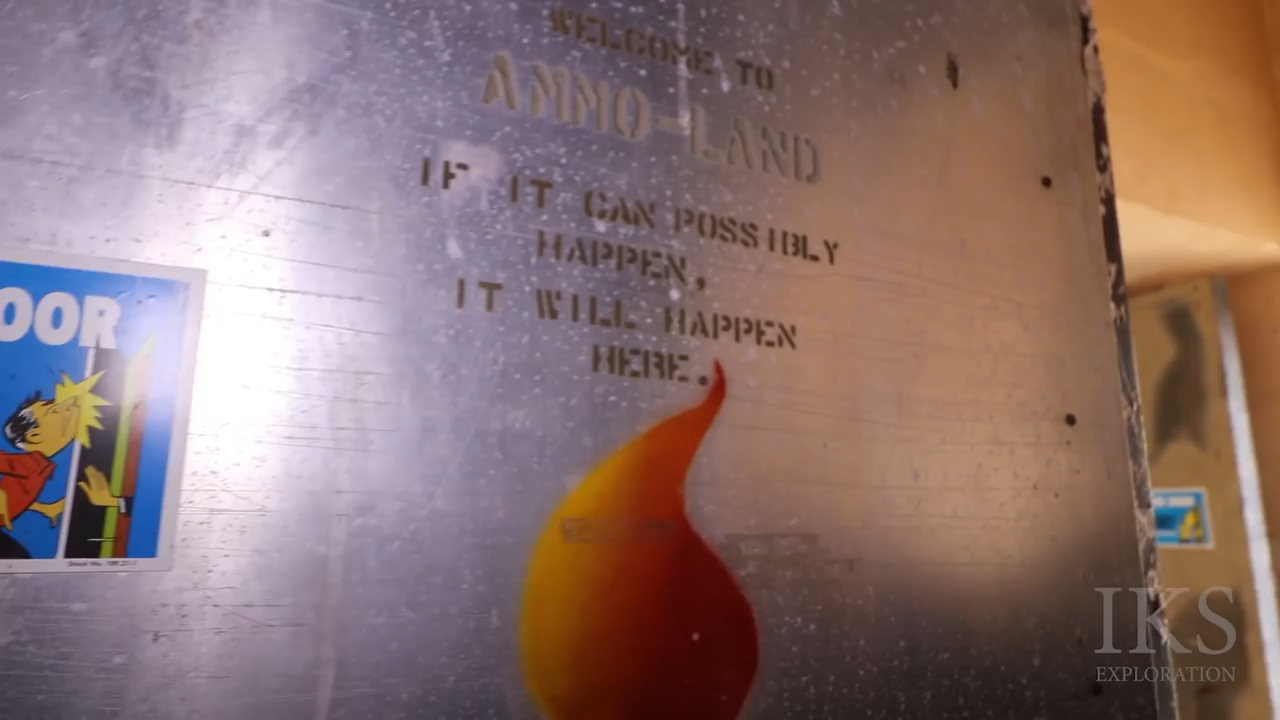 WELCOME TO
AMMO-LAND
IF IT CAN POSSIBLY
HAPPEN,
IT WILL HAPPEN
HERE.
OOR
IKS
EXPLORATION